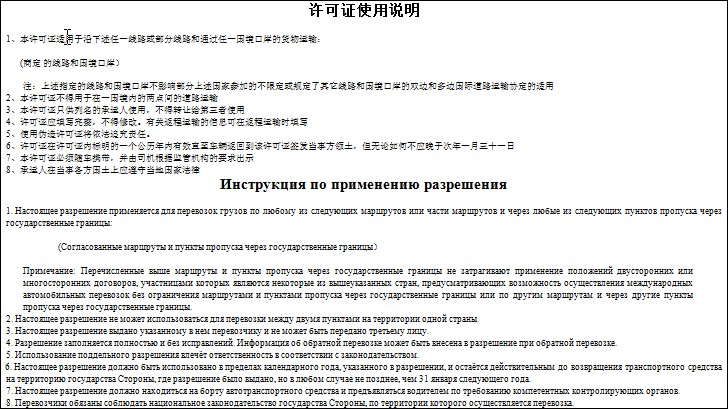 许可证使用说明
1、本许可证适用于沿下述任一线路或部分线路和通过任一国境口岸的货物运输：
（商定 的线路和国境口岸）
注：上述指定的线路和国境口岸不影响部分上述国家参加的不限定或规定了其它线路和国境口岸的双边和多边国际道路运输协定的适用
2、本许可证不得用于在一国境内的两点间的道路运输
3、本许可证只供列名的承运人使用，不得转让给第三者使用
4、许可证应填写完整，不得修改。有关返程运输的信息可在返程运输时填写
5、使用伪造许可证将依法追究责任。
6、许可证在许可证内标明的一个公历年内有效直至车辆返回到该许可证签发当事方领土，但无论如何不应晚于次年一月三十一日
7、本许可证必须随车携带，并由司机根据监管机构的要求出示
8、承运人在当事各方国土上应遵守当地国家法律
Инструкция по применению разрешения
1. Настоящее разрешение применяется для перевозок грузов по любому из следующих маршрутов или части маршрутов и через любые из следующих пунктов пропуска через
государственные границы:
(Согласованные маршруты и пункты пропуска через государственные границы)
Примечание: Перечисленные выше маршруты и пункты пропуска через государственные границы не затрагивают применение положений двусторонних или
многосторонних договоров, участницами которых являются некоторые из вышеуказанных стран, предусматривающих возможность осуществления международных
автомобильных перевозок без ограничения маршрутами и пунктами пропуска через государственные границы или по другим маршрутам и через другие пункты
пропуска через государственные границы.
2. Настоящее разрешение не может использоваться для перевозки между двумя пунктами на территории одной страны.
3. Настоящее разрешение выдано указанному в нем перевозчику и не может быть передано третьему лицу.
4. Разрешение заполняется полностью и без исправлений. Информация об обратной перевозке может быть внесена в разрешение при обратной перевозке.
5. Использование поддельного разрешения влечёт ответственность в соответствии с законодательством.
6. Настоящее разрешение должно быть использовано в пределах календарного года, указанного в разрешении, и остаётся действительным до возвращения транспортного средства
на территорию государства Стороны, где разрешение было выдано, но в любом случае не позднее, чем 31 января следующего года.
7. Настоящее разрешение должно находиться на борту автотранспортного средства и предъявляться водителем по требованию компетентных контролирующих органов.
8. Перевозчики обязаны соблюдать национальное законодательство государства Стороны, по территории которого осуществляется перевозка.